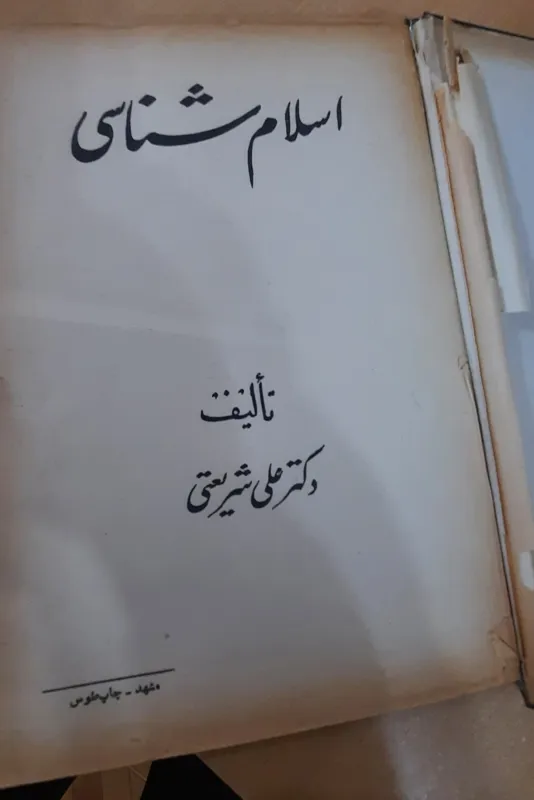 اسلام شناسی
تألیف
دکتر علی شریعتی
مشهد - چاپ طوس